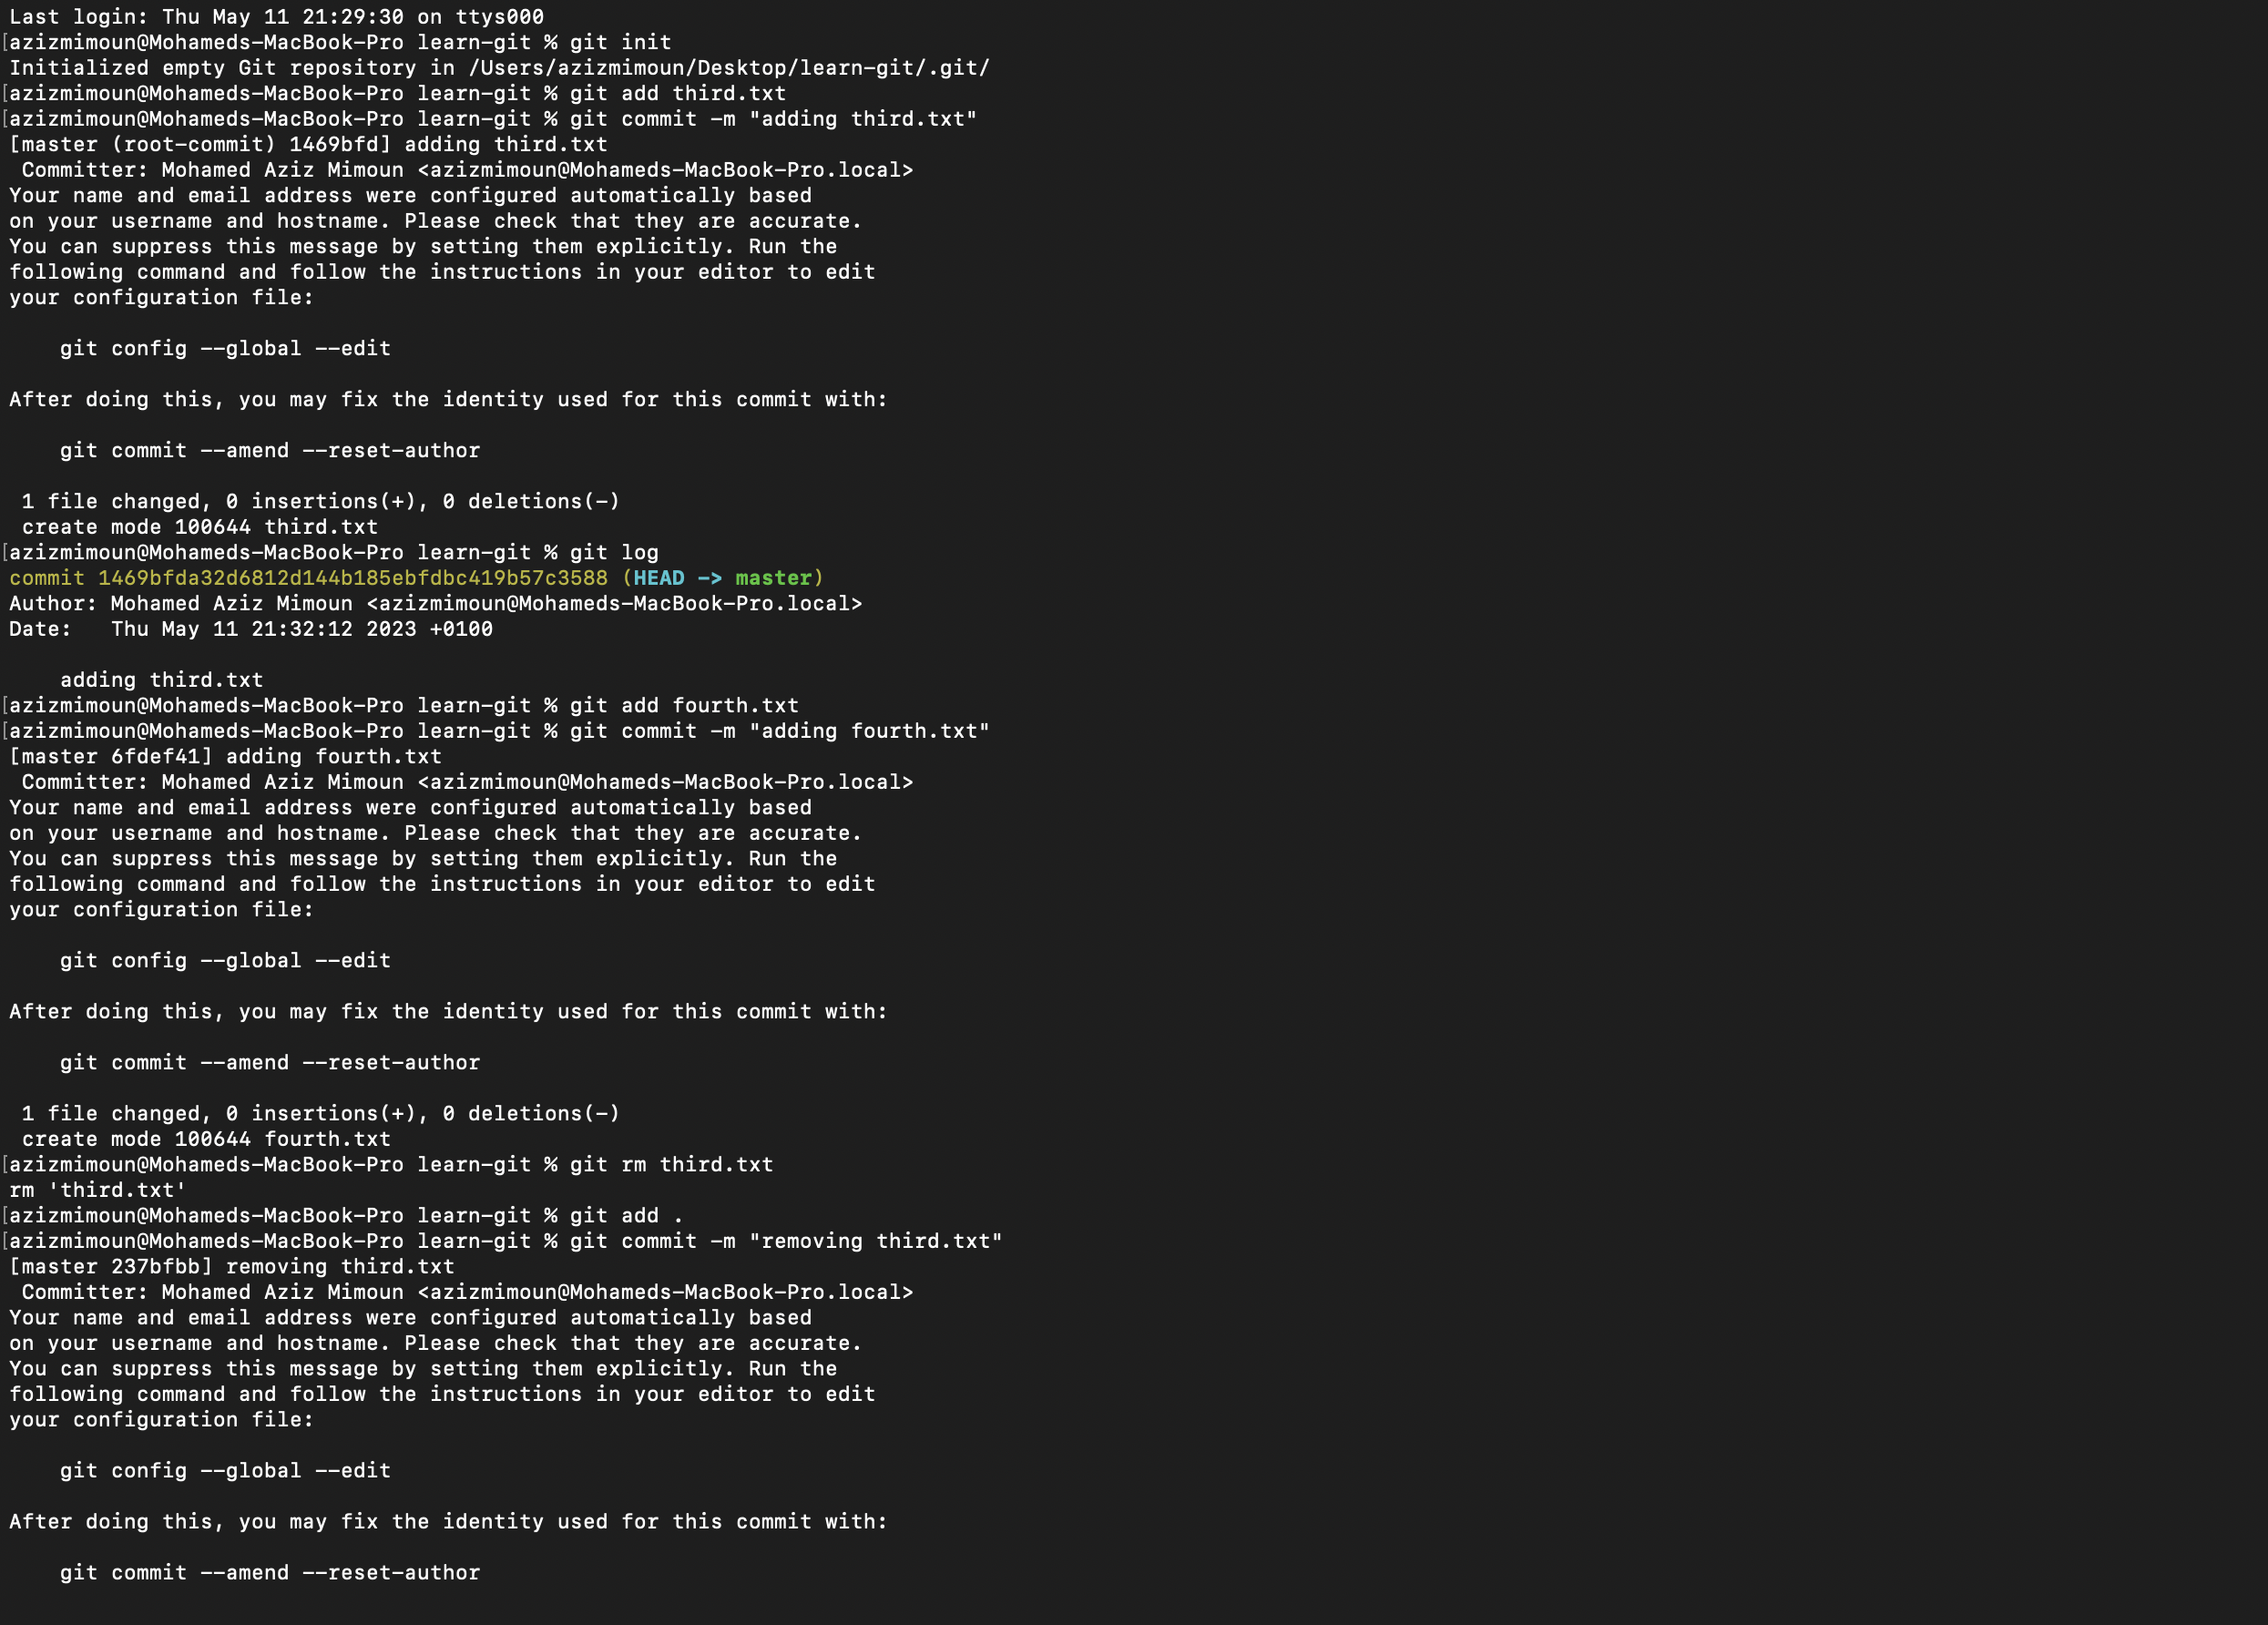 Last login: Thu May 11 21:29:30 on ttys000
[azizmimoun@Mohameds-MacBook-Pro learn-git % git init
Initialized empty Git repository in /Users/azizmimoun/Desktop/learn-git/.git/
[azizmimoun@Mohameds-MacBook-Pro learn-git % git add third.txt
[azizmimoun@Mohameds-MacBook-Pro learn-git % git commit -m "adding third.txt"
[master (root-commit) 1469bfd] adding third.txt
 Committer: Mohamed Aziz Mimoun <azizmimoun@Mohameds-MacBook-Pro.local>
Your name and email address were configured automatically based
on your username and hostname. Please check that they are accurate.
You can suppress this message by setting them explicitly. Run the
following command and follow the instructions in your editor to edit
your configuration file:

    git config --global --edit

After doing this, you may fix the identity used for this commit with:

    git commit --amend --reset-author

 1 file changed, 0 insertions(+), 0 deletions(-)
 create mode 100644 third.txt
[azizmimoun@Mohameds-MacBook-Pro learn-git % git log
commit 1469bfda32d6812d144b185ebfdbc419b57c3588 (HEAD -> master)
Author: Mohamed Aziz Mimoun <azizmimoun@Mohameds-MacBook-Pro.local>
Date:   Thu May 11 21:32:12 2023 +0100

    adding third.txt
[azizmimoun@Mohameds-MacBook-Pro learn-git % git add fourth.txt
[azizmimoun@Mohameds-MacBook-Pro learn-git % git commit -m "adding fourth.txt"
[master 6fdef41] adding fourth.txt
 Committer: Mohamed Aziz Mimoun <azizmimoun@Mohameds-MacBook-Pro.local>
Your name and email address were configured automatically based
on your username and hostname. Please check that they are accurate.
You can suppress this message by setting them explicitly. Run the
following command and follow the instructions in your editor to edit
your configuration file:

    git config --global --edit

After doing this, you may fix the identity used for this commit with:

    git commit --amend --reset-author

 1 file changed, 0 insertions(+), 0 deletions(-)
 create mode 100644 fourth.txt
[azizmimoun@Mohameds-MacBook-Pro learn-git % git rm third.txt
rm 'third.txt'
[azizmimoun@Mohameds-MacBook-Pro learn-git % git add .
[azizmimoun@Mohameds-MacBook-Pro learn-git % git commit -m "removing third.txt"
[master 237bfbb] removing third.txt
 Committer: Mohamed Aziz Mimoun <azizmimoun@Mohameds-MacBook-Pro.local>
Your name and email address were configured automatically based
on your username and hostname. Please check that they are accurate.
You can suppress this message by setting them explicitly. Run the
following command and follow the instructions in your editor to edit
your configuration file:

    git config --global --edit

After doing this, you may fix the identity used for this commit with:

    git commit --amend --reset-author